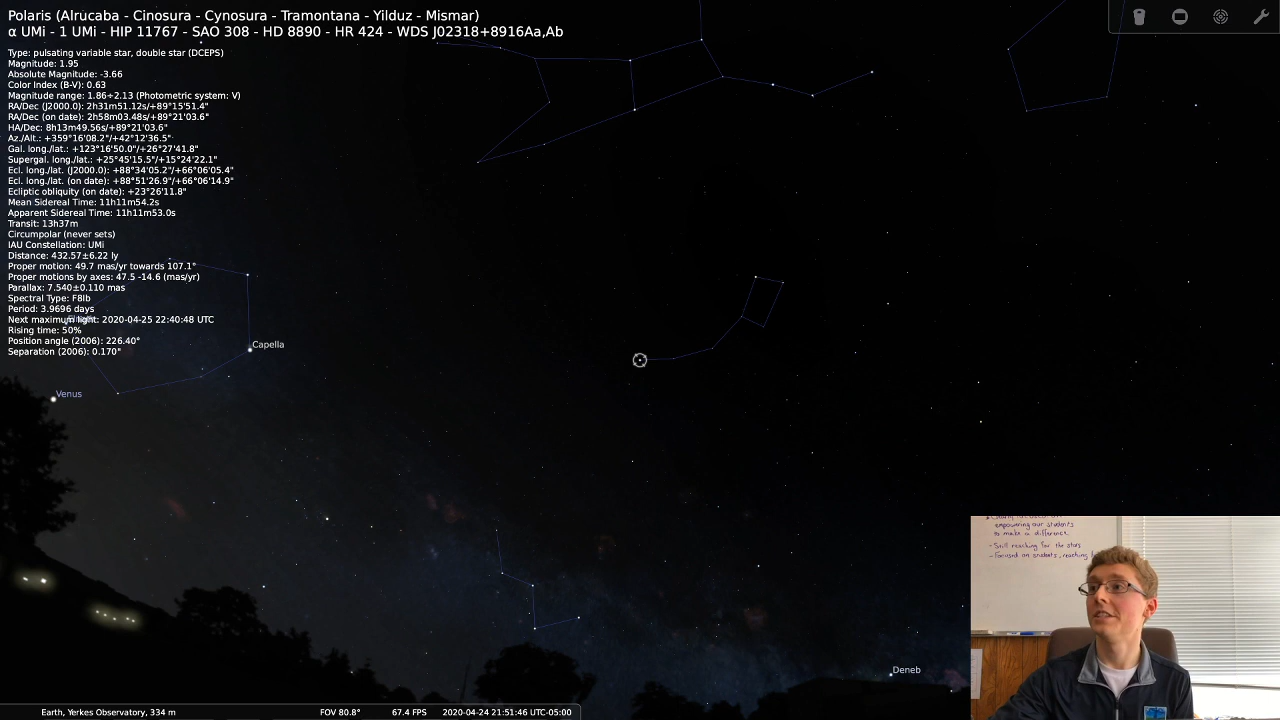 Polaris (Alrucaba - Cinosura - Cynosura - Tramontana - Yilduz - Mismar)
α UMi - 1 UMi - HIP 11767 - SAO 308 - HD 8890 - HR 424 - WDS J02318+8916Aa,Ab
Type: pulsating variable star, double star (DCEPS)
Magnitude: 1.95
Absolute Magnitude: -3.66
Color Index (B-V): 0.63
Magnitude range: 1.86÷2.13 (Photometric system: V)
RA/Dec (J2000.0): 2h31m51.12s/+89°15'51.4"
RA/Dec (on date): 2h58m03.48s/+89°21'03.6"
HA/Dec: 8h13m49.56s/+89°21'03.6"
Az./Alt.: +359°16'08.2"/+42°12'36.5"
Gal. long./lat.: +123°16'50.0"/+26°27'41.8"
Supergal. long./lat.: +25°45'15.5"/+15°24'22.1"
Ecl. long./lat. (J2000.0): +88°34'05.2"/+66°06'05.4"
Ecl. long./lat. (on date): +88°51'26.9"/+66°06'14.9"
Ecliptic obliquity (on date): +23°26'11.8"
Mean Sidereal Time: 11h11m54.2s
Apparent Sidereal Time: 11h11m53.0s
Transit: 13h37m
Circumpolar (never sets)
IAU Constellation: UMi
Distance: 432.57±6.22 ly
Proper motion: 49.7 mas/yr towards 107.1°
Proper motions by axes: 47.5 -14.6 (mas/yr)
Parallax: 7.540±0.110 mas
Spectral Type: F8Ib
Period: 3.9696 days
Next maximum light: 2020-04-25 22:40:48 UTC
Rising time: 50%
Position angle (2006): 226.40°
Separation (2006): 0.170"
Capella
Venus
empowering our students
to make a difference.
- Still reaching for the stars
- Focused on students, reaching
Deneb
Earth, Yerkes Observatory, 334 m
FOV 80.8°
67.4 FPS
2020-04-24 21:51:46 UTC-05:00